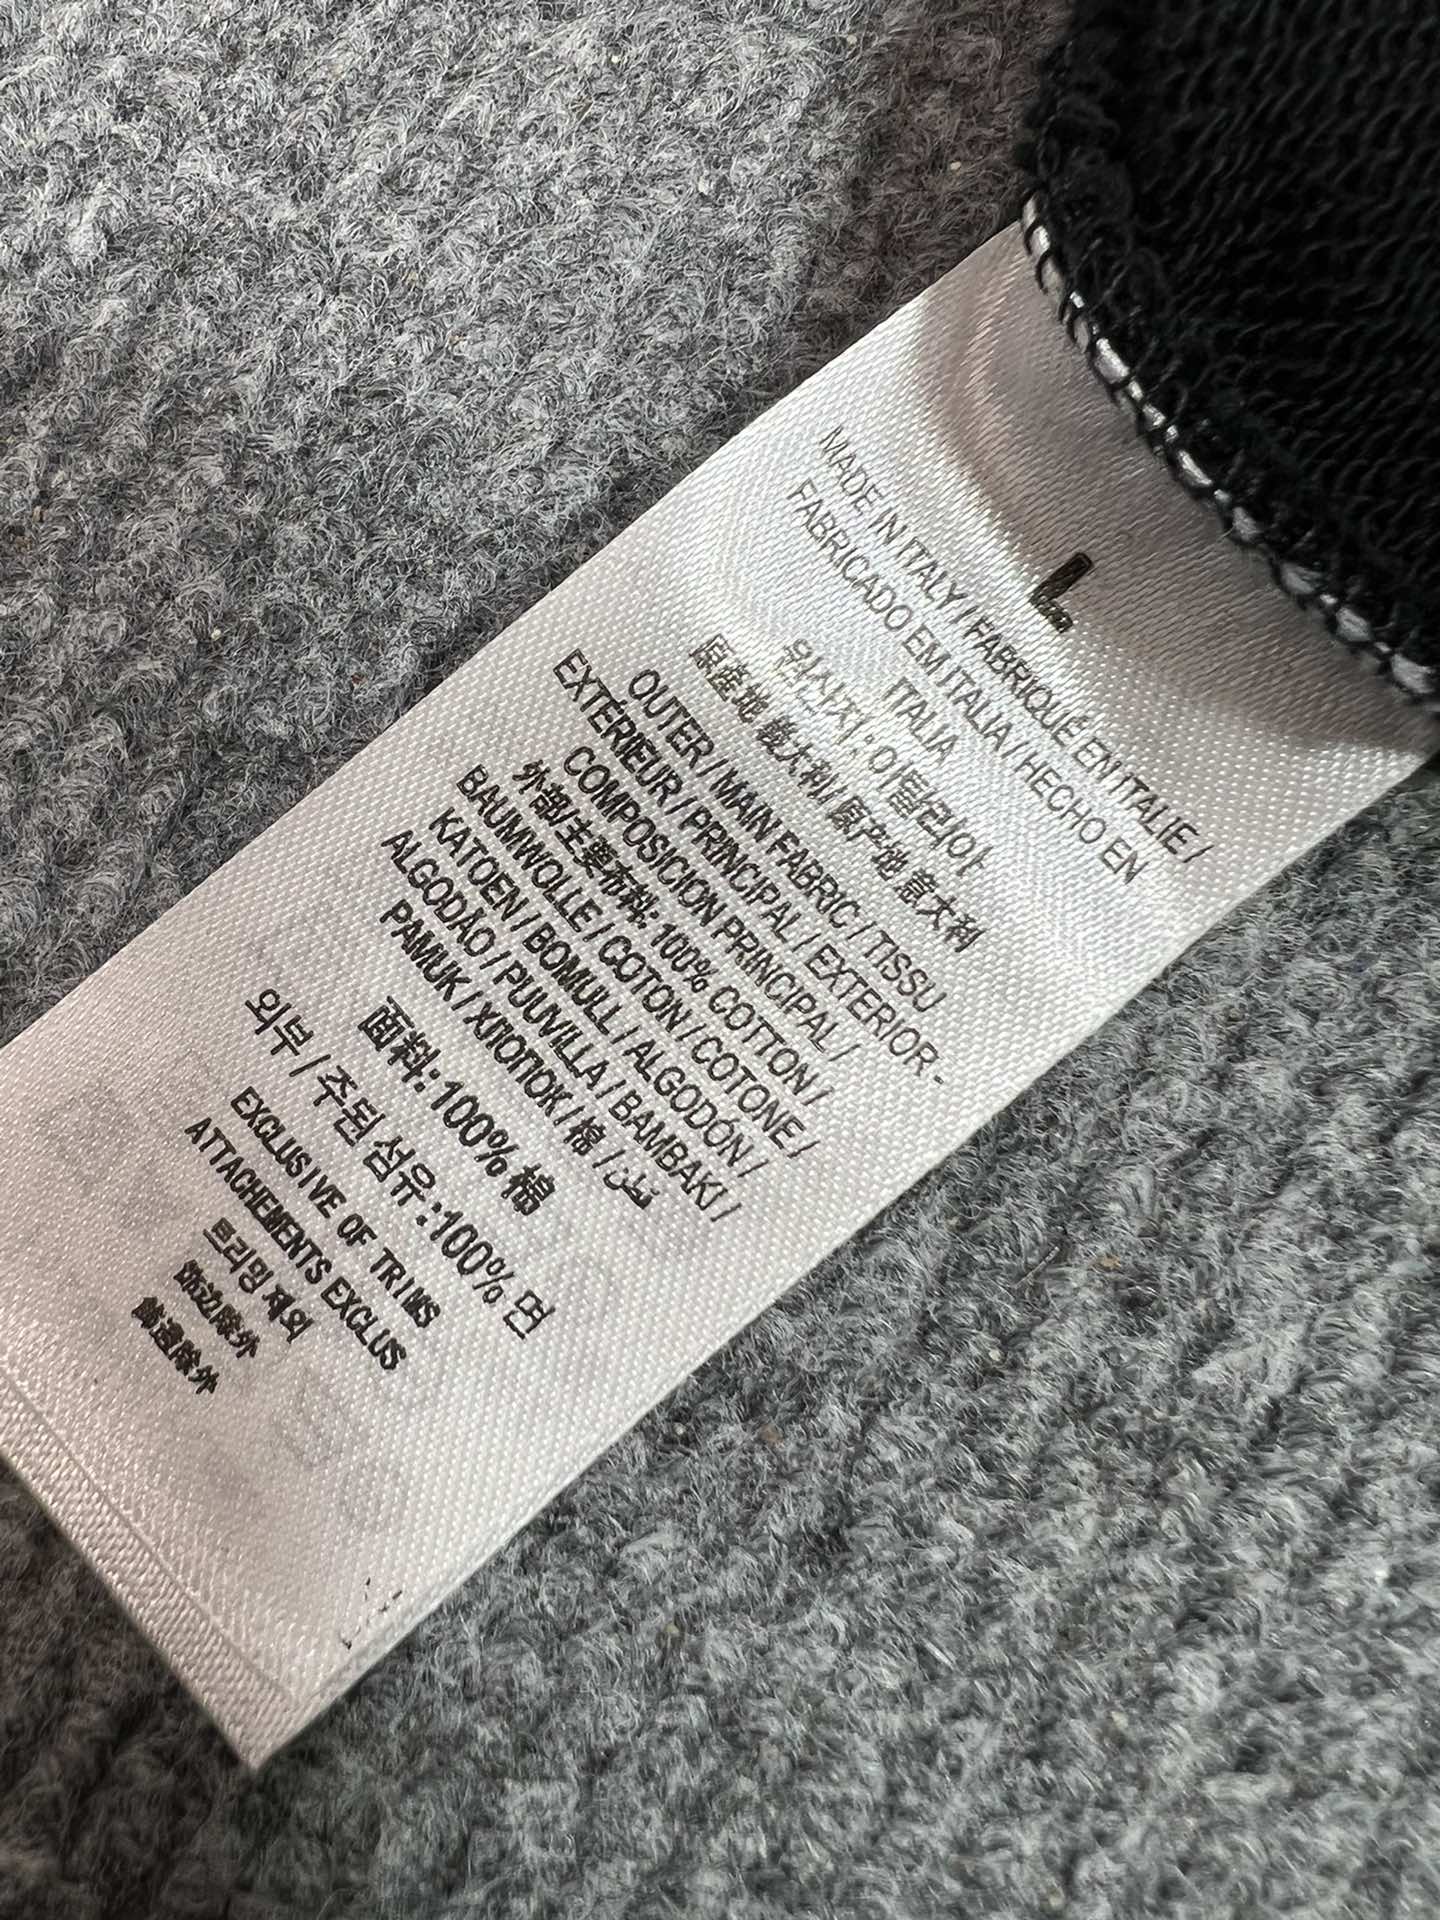 L
MADE IN ITALY / FABRIQUÉ EN ITALIE /
FABRICADO EM ITALIA / HECHO EN
ITALIA
원산지: 이탈리아
原產地 義大利/ 原产地 意大利
OUTER / MAIN FABRIC / TISSU
EXTÉRIEUR / PRINCIPAL / EXTERIOR-
COMPOSICION PRINCIPAL /
外部/主要布料: 100% COTTON /
BAUMWOLLE / COTON / COTONE /
KATOEN / BOMULL / ALGODÓN /
ALGODÃO / PUUVILLA / BAMBAKI /
PAMUK / ХЛОПОК / 棉 / قطن
面料: 100% 棉
외부 / 주된 섬유 :100% 면
EXCLUSIVE OF TRIMS
ATTACHEMENTS EXCLUS
트리밍 제외
饰边除外
飾邊除外